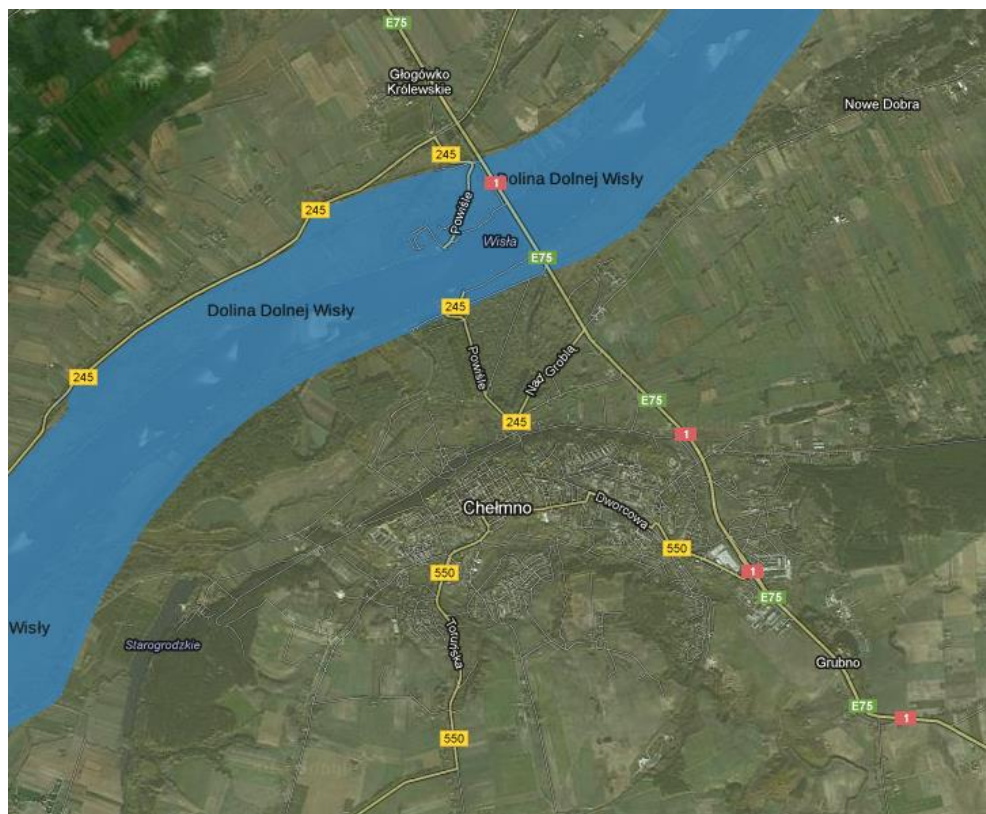 E75
Głogówko
Królewskie
Nowe Dobra
245
1
Dolina Dolnej Wisły
Powiśle
245
Wisła
E75
245
Dolina Dolnej Wisły
Powiśle
Nad Groblą
245
E75
245
1
Chełmno
Dworcowa
550
550
1
E75
Wisły
Starogrodzkie
Toruńska
Grubno
E75
1
550